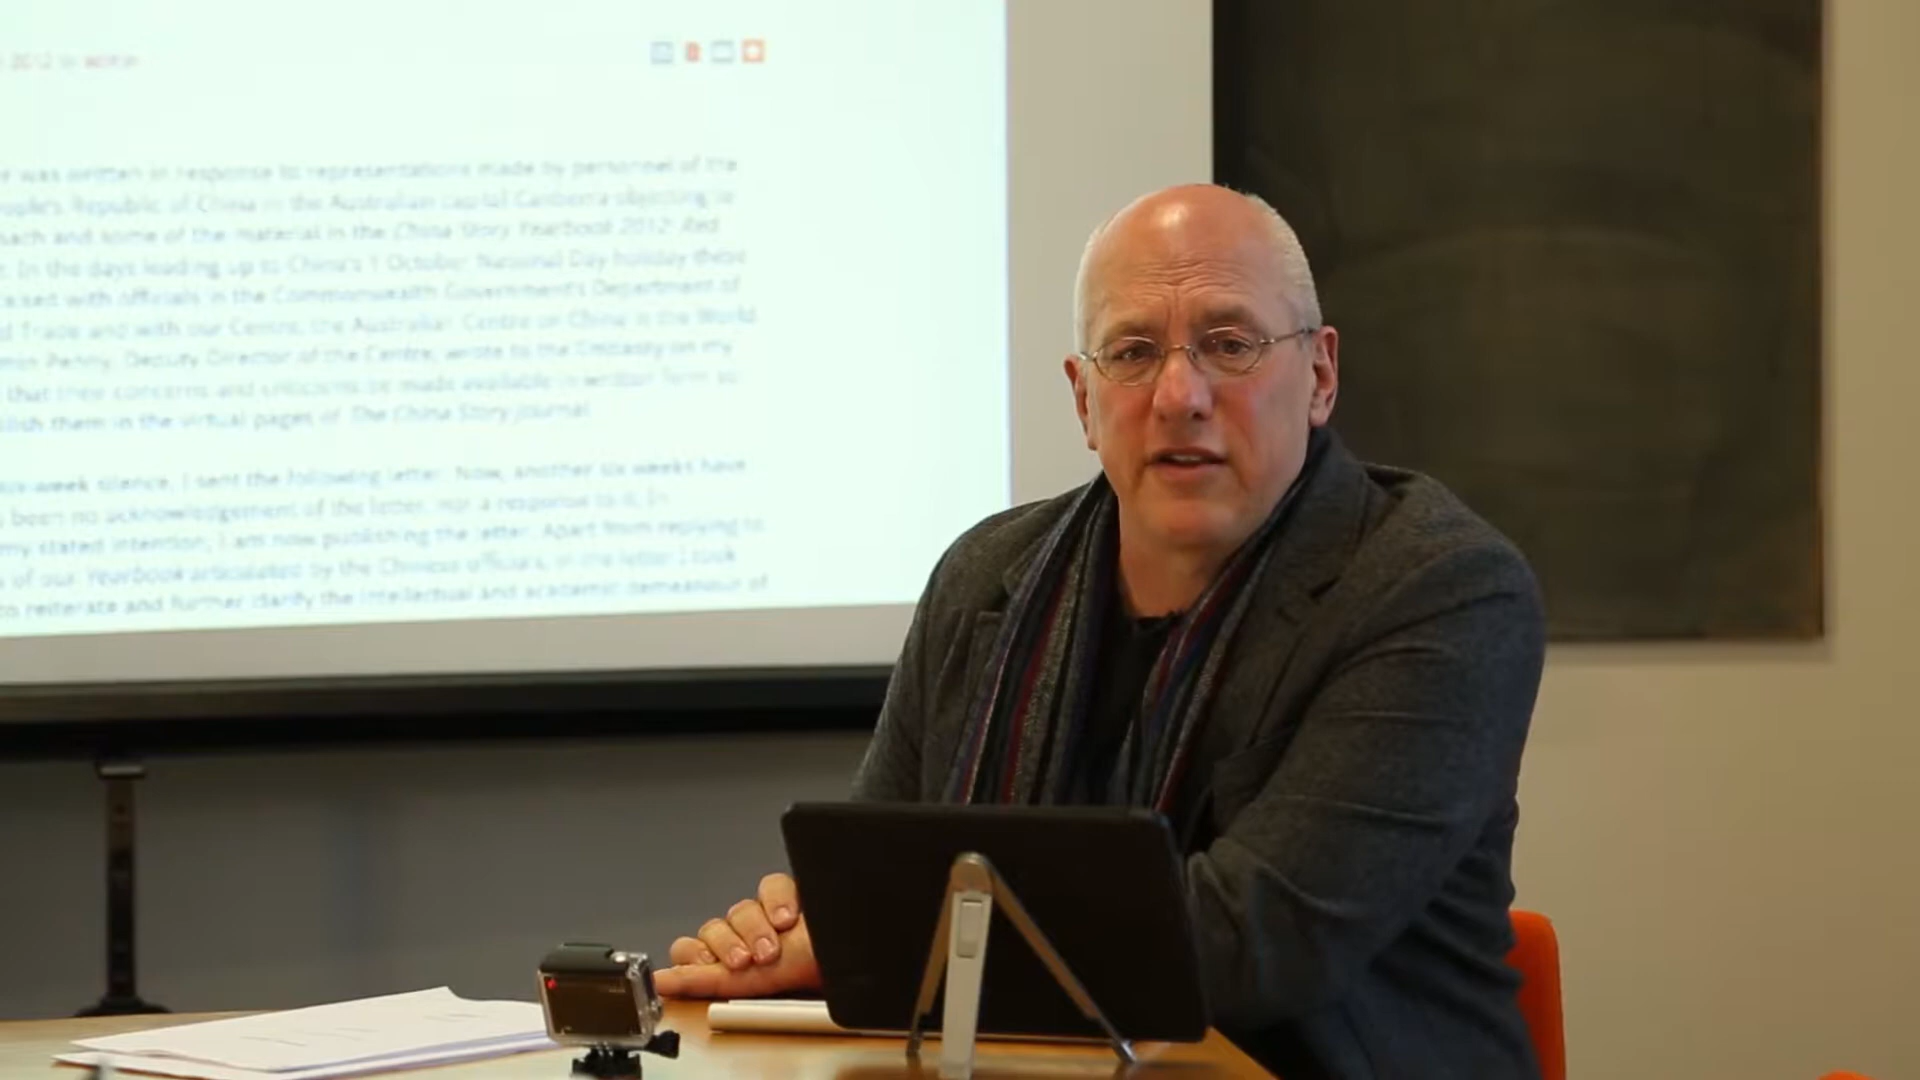 2012 by admin
was written in response to representations made by personnel of the
People's Republic of China in the Australian capital Canberra objecting to
and some of the material in the China Story Yearbook 2012: Red
In the days leading up to China's 1 October National Day holiday these
with officials in the Commonwealth Government's Department of
Trade and with our Centre, the Australian Centre on China in the World
Penny, Deputy Director of the Centre, wrote to the Embassy on my
that their concerns and criticisms be made available in written form so
them in the virtual pages of The China Story Journal.
week silence, I sent the following letter. Now, another six weeks have
been no acknowledgement of the letter, nor a response to it. In
my stated intention, I am now publishing the letter. Apart from replying to
of our Yearbook articulated by the Chinese officials, in the letter I took
to reiterate and further clarify the intellectual and academic demeanour of